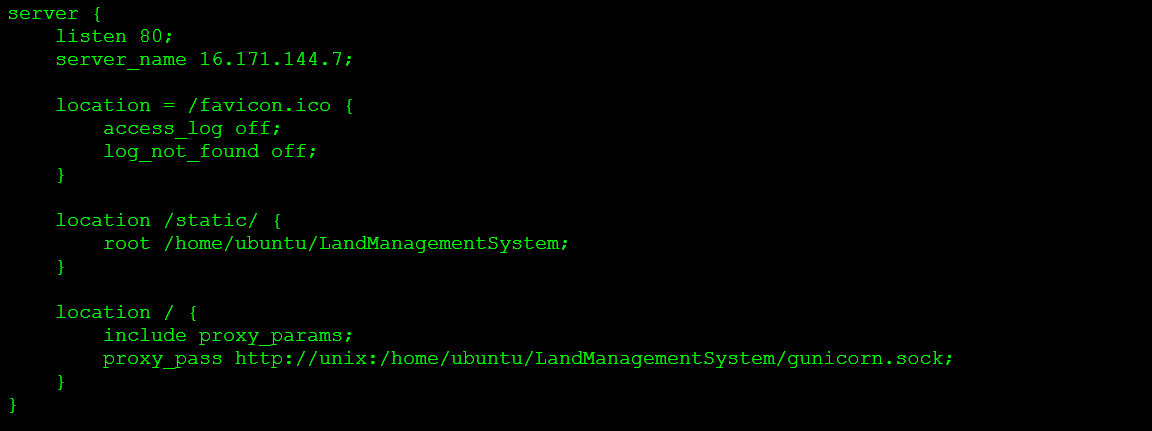 server {
    listen 80;
    server_name 16.171.144.7;

    location = /favicon.ico {
        access_log off;
        log_not_found off;
    }

    location /static/ {
        root /home/ubuntu/LandManagementSystem;
    }

    location / {
        include proxy_params;
        proxy_pass http://unix:/home/ubuntu/LandManagementSystem/gunicorn.sock;
    }
}